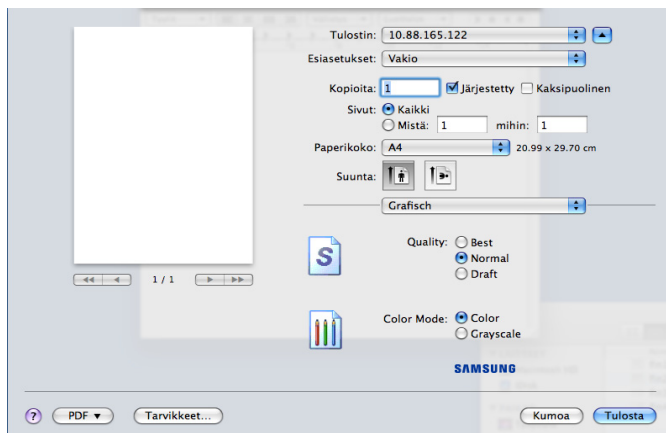 Tulostin: 10.88.165.122
Esiasetukset: Vakio
Kopioita: 1 Järjestetty Kaksipuolinen
Sivut: Kaikki
Mistä: 1 mihin: 1
Paperikoko: A4 20.99 x 29.70 cm
Suunta:
Grafisch
S
Quality: Best
Normal
Draft
1 / 1
Color Mode: Color
Grayscale
SAMSUNG
? PDF Tarvikkeet... Kumoa Tulosta